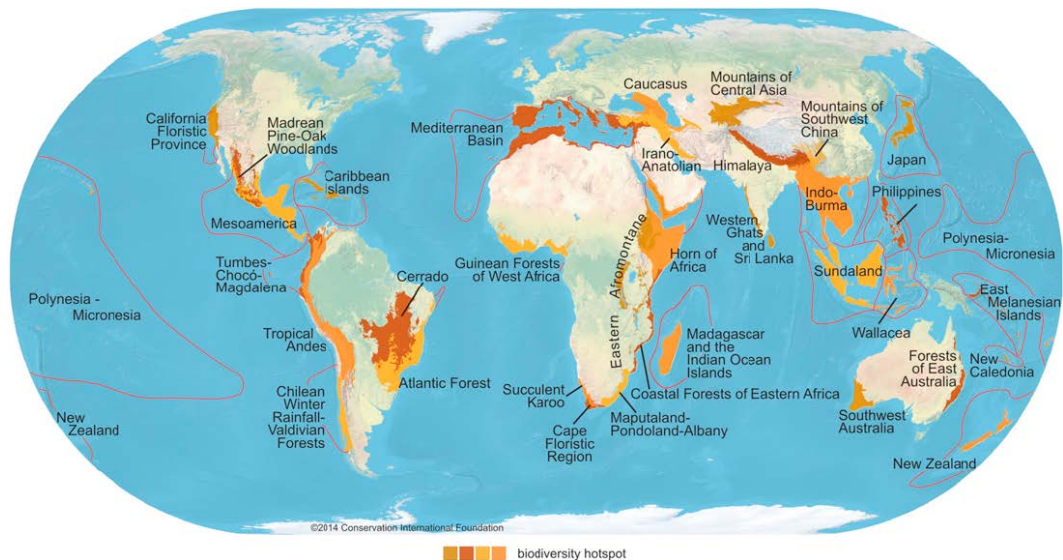 California
Floristic
Province
Madrean
Pine-Oak
Woodlands
Caribbean
Islands
Mesoamerica
Tumbes-
Chocó-
Magdalena
Polynesia -
Micronesia
Cerrado
Tropical
Andes
Atlantic Forest
Chilean
Winter
Rainfall-
Valdivian
Forests
New
Zealand
Mediterranean
Basin
Caucasus
Mountains of
Central Asia
Mountains of
Southwest
China
Irano-
Anatolian
Himalaya
Japan
Indo-
Burma
Philippines
Western
Ghats
and
Sri Lanka
Guinean Forests
of West Africa
Eastern Afromontane
Horn of
Africa
Sundaland
Polynesia-
Micronesia
East
Melanesian
Islands
Wallacea
Madagascar
and the
Indian Ocean
Islands
Succulent
Karoo
Coastal Forests of Eastern Africa
Cape
Floristic
Region
Maputaland-
Pondoland-Albany
Forests
of East
Australia
New
Caledonia
Southwest
Australia
New Zealand
©2014 Conservation International Foundation
biodiversity hotspot